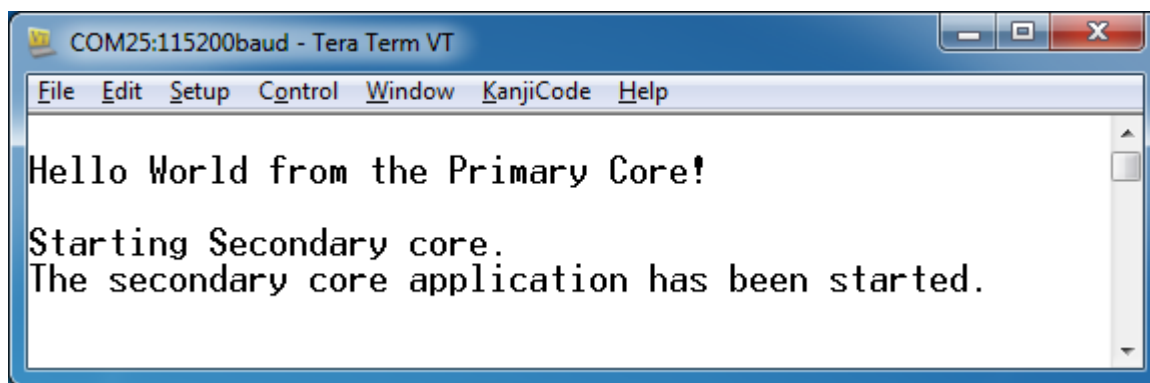 COM25:115200baud - Tera Term VT
File Edit Setup Control Window KanjiCode Help
Hello World from the Primary Core!
Starting Secondary core.
The secondary core application has been started.